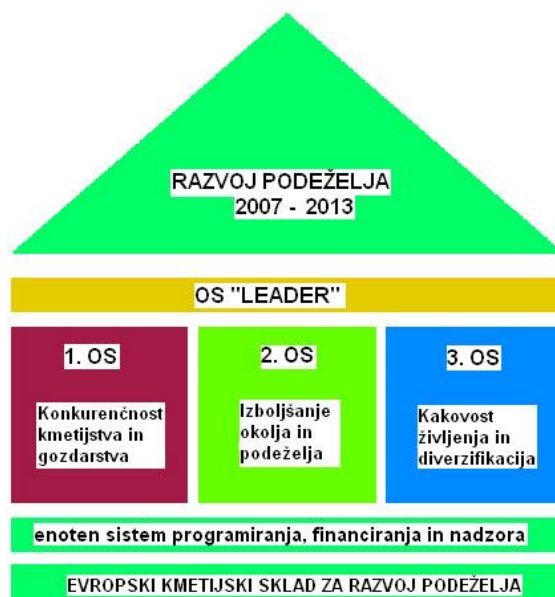 RAZVOJ PODEŽELJA
2007 - 2013
OS "LEADER"
1. OS
Konkurenčnost
kmetijstva in
gozdarstva
2. OS
Izboljšanje
okolja in
podeželja
3. OS
Kakovost
življenja in
diverzifikacija
enoten sistem programiranja, financiranja in nadzora
EVROPSKI KMETIJSKI SKLAD ZA RAZVOJ PODEŽELJA